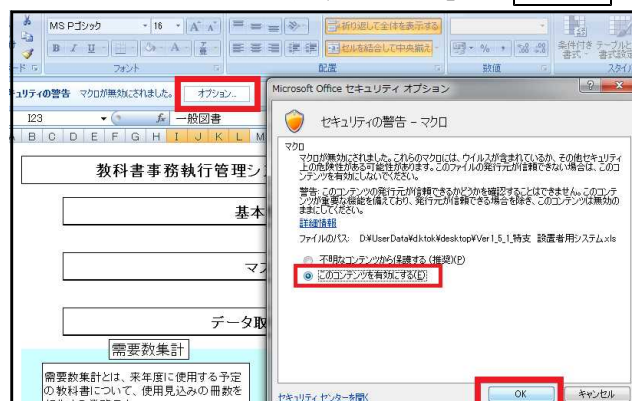 MS Pゴシック
16
折り返して全体を表示する
B I U
セルを結合して中央揃え
条件付き
書式
フォント
配置
数値
スタイ
セキュリティの警告 マクロが無効にされました。
オプション...
I23
fx 一般図書
B C D E F G H I J K L M
教科書事務執行管理シ
基本
マス
データ取
需要数集計
需要数集計とは、来年度に使用する予定
の教科書について、使用見込みの冊数を
Microsoft Office セキュリティ オプション
セキュリティの警告 - マクロ
マクロ
マクロが無効にされました。これらのマクロには、ウイルスが含まれているか、その他セキュリティ
上の危険性がある可能性があります。このファイルの発行元が信頼できない場合は、このコ
ンテンツを有効にしないでください。
警告: このコンテンツの発行元が信頼できるかどうかを確認することはできません。このコンテ
ンツが重要な機能を備えており、発行元が信頼できる場合を除き、このコンテンツは無効の
ままにしてください。
詳細情報
ファイルのパス: D:¥UserData¥dktok¥desktop¥Ver1_5_1_特支 設置者用システム.xls
不明なコンテンツから保護する (推奨)(P)
このコンテンツを有効にする(E)
セキュリティ センターを開く
OK
キャンセル